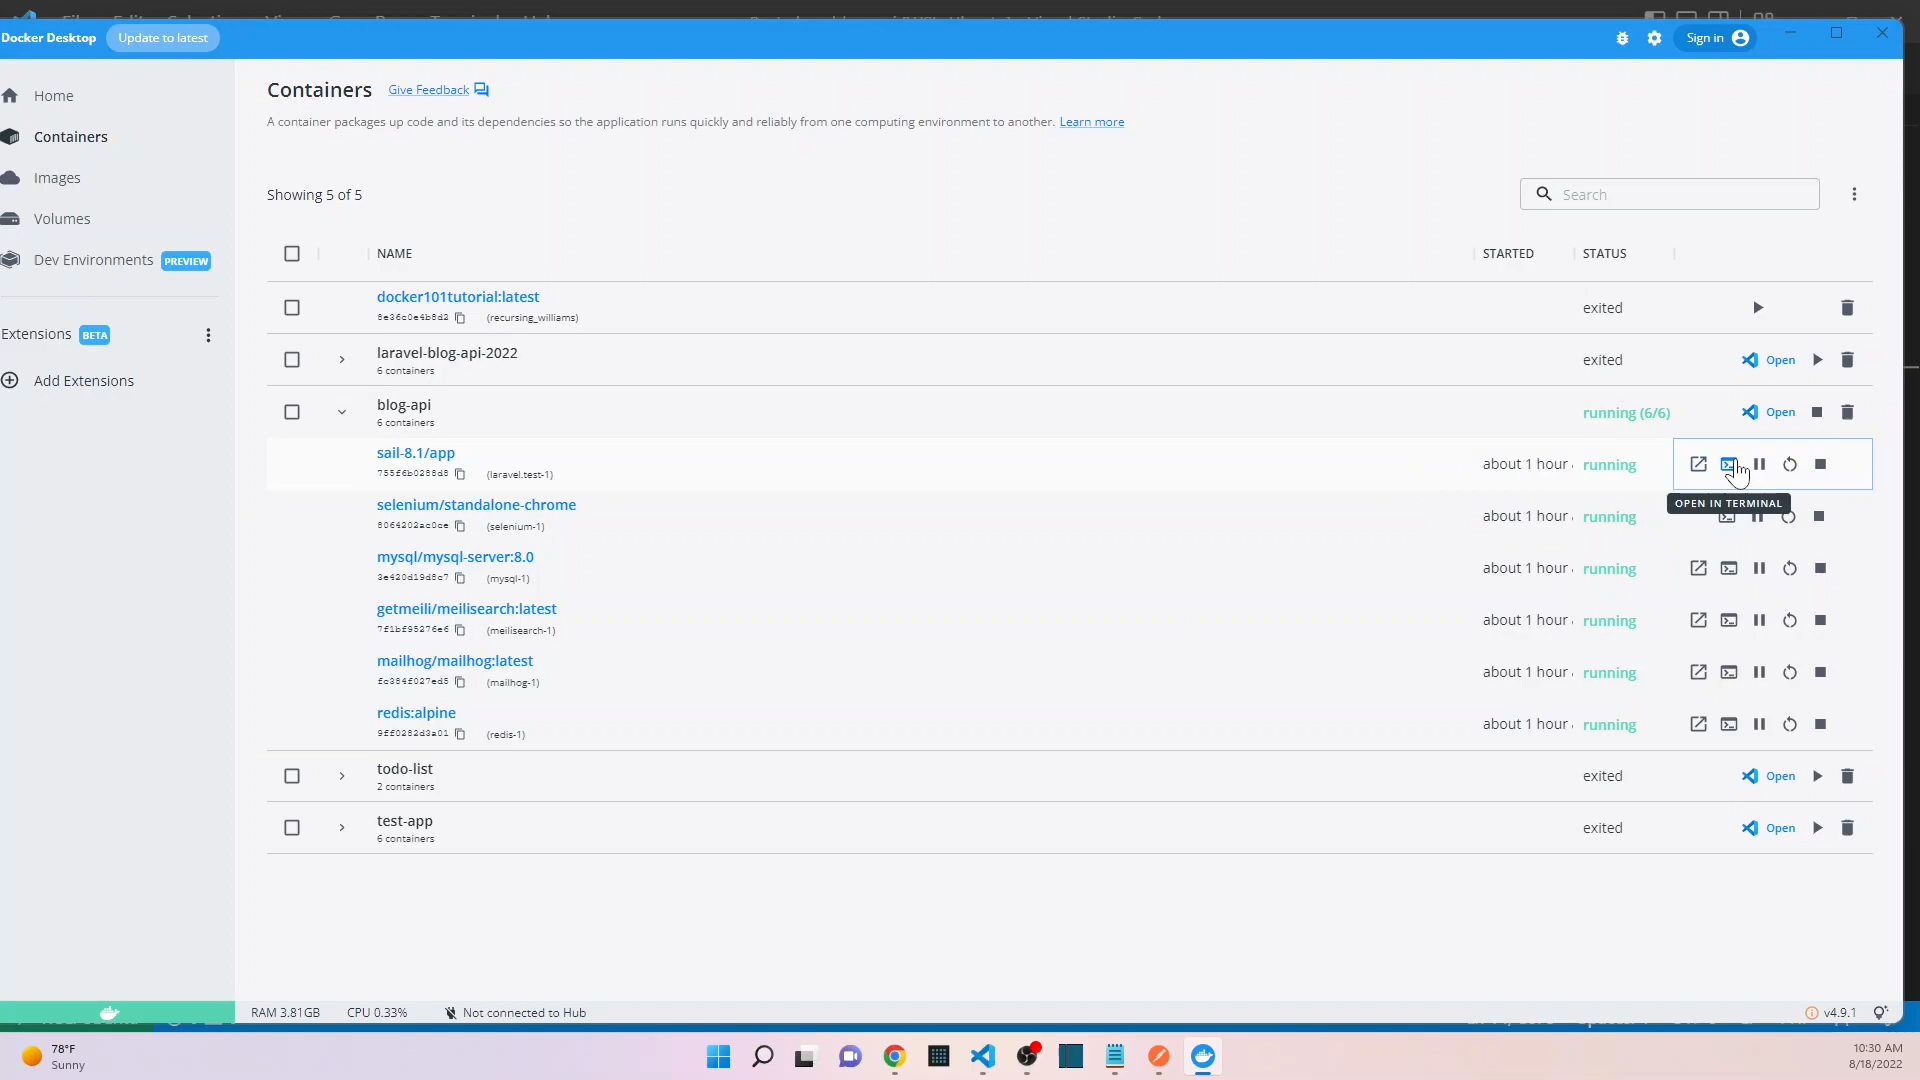 Docker Desktop Update to latest Sign in
Home
Containers
Images
Volumes
Dev Environments PREVIEW
Extensions BETA
Add Extensions
Containers Give Feedback
A container packages up code and its dependencies so the application runs quickly and reliably from one computing environment to another. Learn more
Showing 5 of 5 Search
NAME STARTED STATUS
docker101tutorial:latest exited
8e36c0e4b8d2 (recursing_williams)
laravel-blog-api-2022 exited Open
6 containers
blog-api running (6/6) Open
6 containers
sail-8.1/app about 1 hour running
755f6b0288d8 (laravel.test-1)
OPEN IN TERMINAL
selenium/standalone-chrome about 1 hour running
8064202ac0ce (selenium-1)
mysql/mysql-server:8.0 about 1 hour running
3e420d19d8c7 (mysql-1)
getmeili/meilisearch:latest about 1 hour running
7f1bf95276e6 (meilisearch-1)
mailhog/mailhog:latest about 1 hour running
fc384f027ed5 (mailhog-1)
redis:alpine about 1 hour running
9ff0282d3a01 (redis-1)
todo-list exited Open
2 containers
test-app exited Open
6 containers
RAM 3.81GB CPU 0.33% Not connected to Hub v4.9.1
78°F
Sunny
10:30 AM
8/18/2022